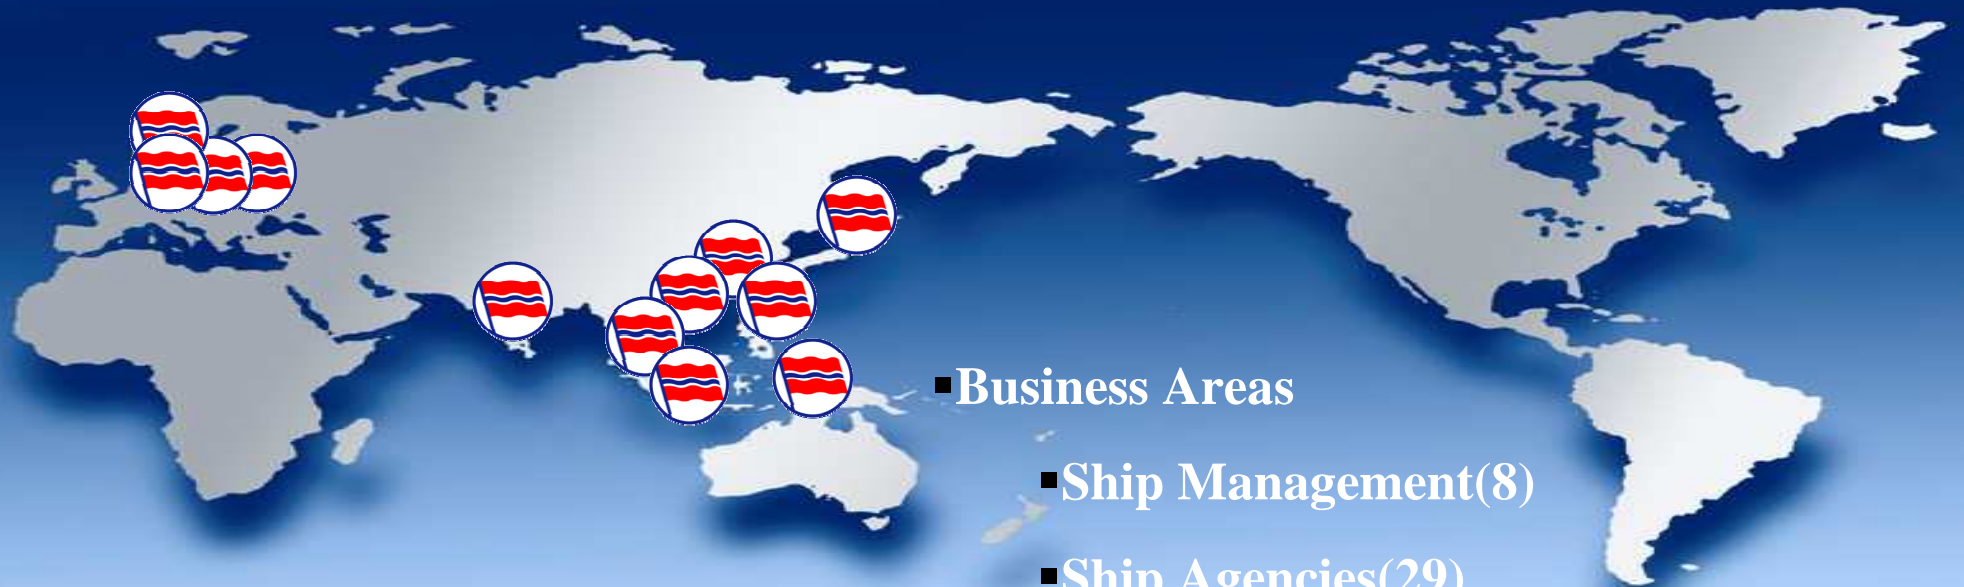 ▪Business Areas
▪Ship Management(8)
▪Ship Agencies(29)